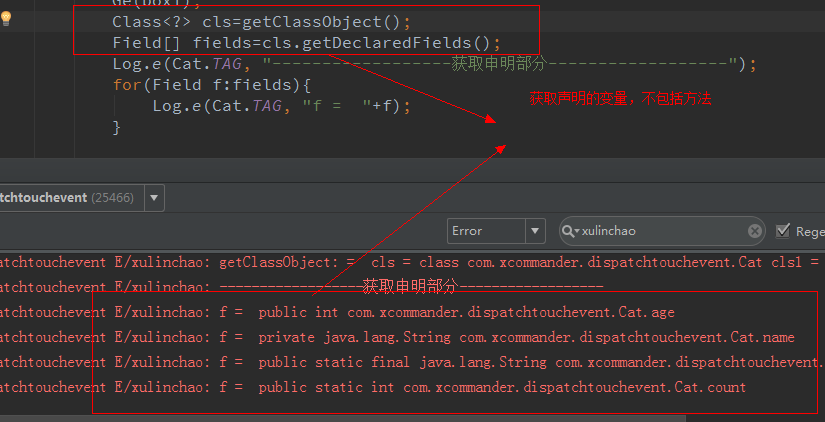 Class<?> cls=getClassObject();
Field[] fields=cls.getDeclaredFields();
Log.e(Cat.TAG, "------------------获取申明部分------------------");
for(Field f:fields){
Log.e(Cat.TAG, "f =  "+f);
}
获取声明的变量，不包括方法
tchtouchevent (25466)
Error
xulinchao
Rege
atchtouchevent E/xulinchao: getClassObject: =  cls = class com.xcommander.dispatchtouchevent.Cat cls1 =
atchtouchevent E/xulinchao: ------------------获取申明部分------------------
atchtouchevent E/xulinchao: f =  public int com.xcommander.dispatchtouchevent.Cat.age
atchtouchevent E/xulinchao: f =  private java.lang.String com.xcommander.dispatchtouchevent.Cat.name
atchtouchevent E/xulinchao: f =  public static final java.lang.String com.xcommander.dispatchtouchevent.
atchtouchevent E/xulinchao: f =  public static int com.xcommander.dispatchtouchevent.Cat.count